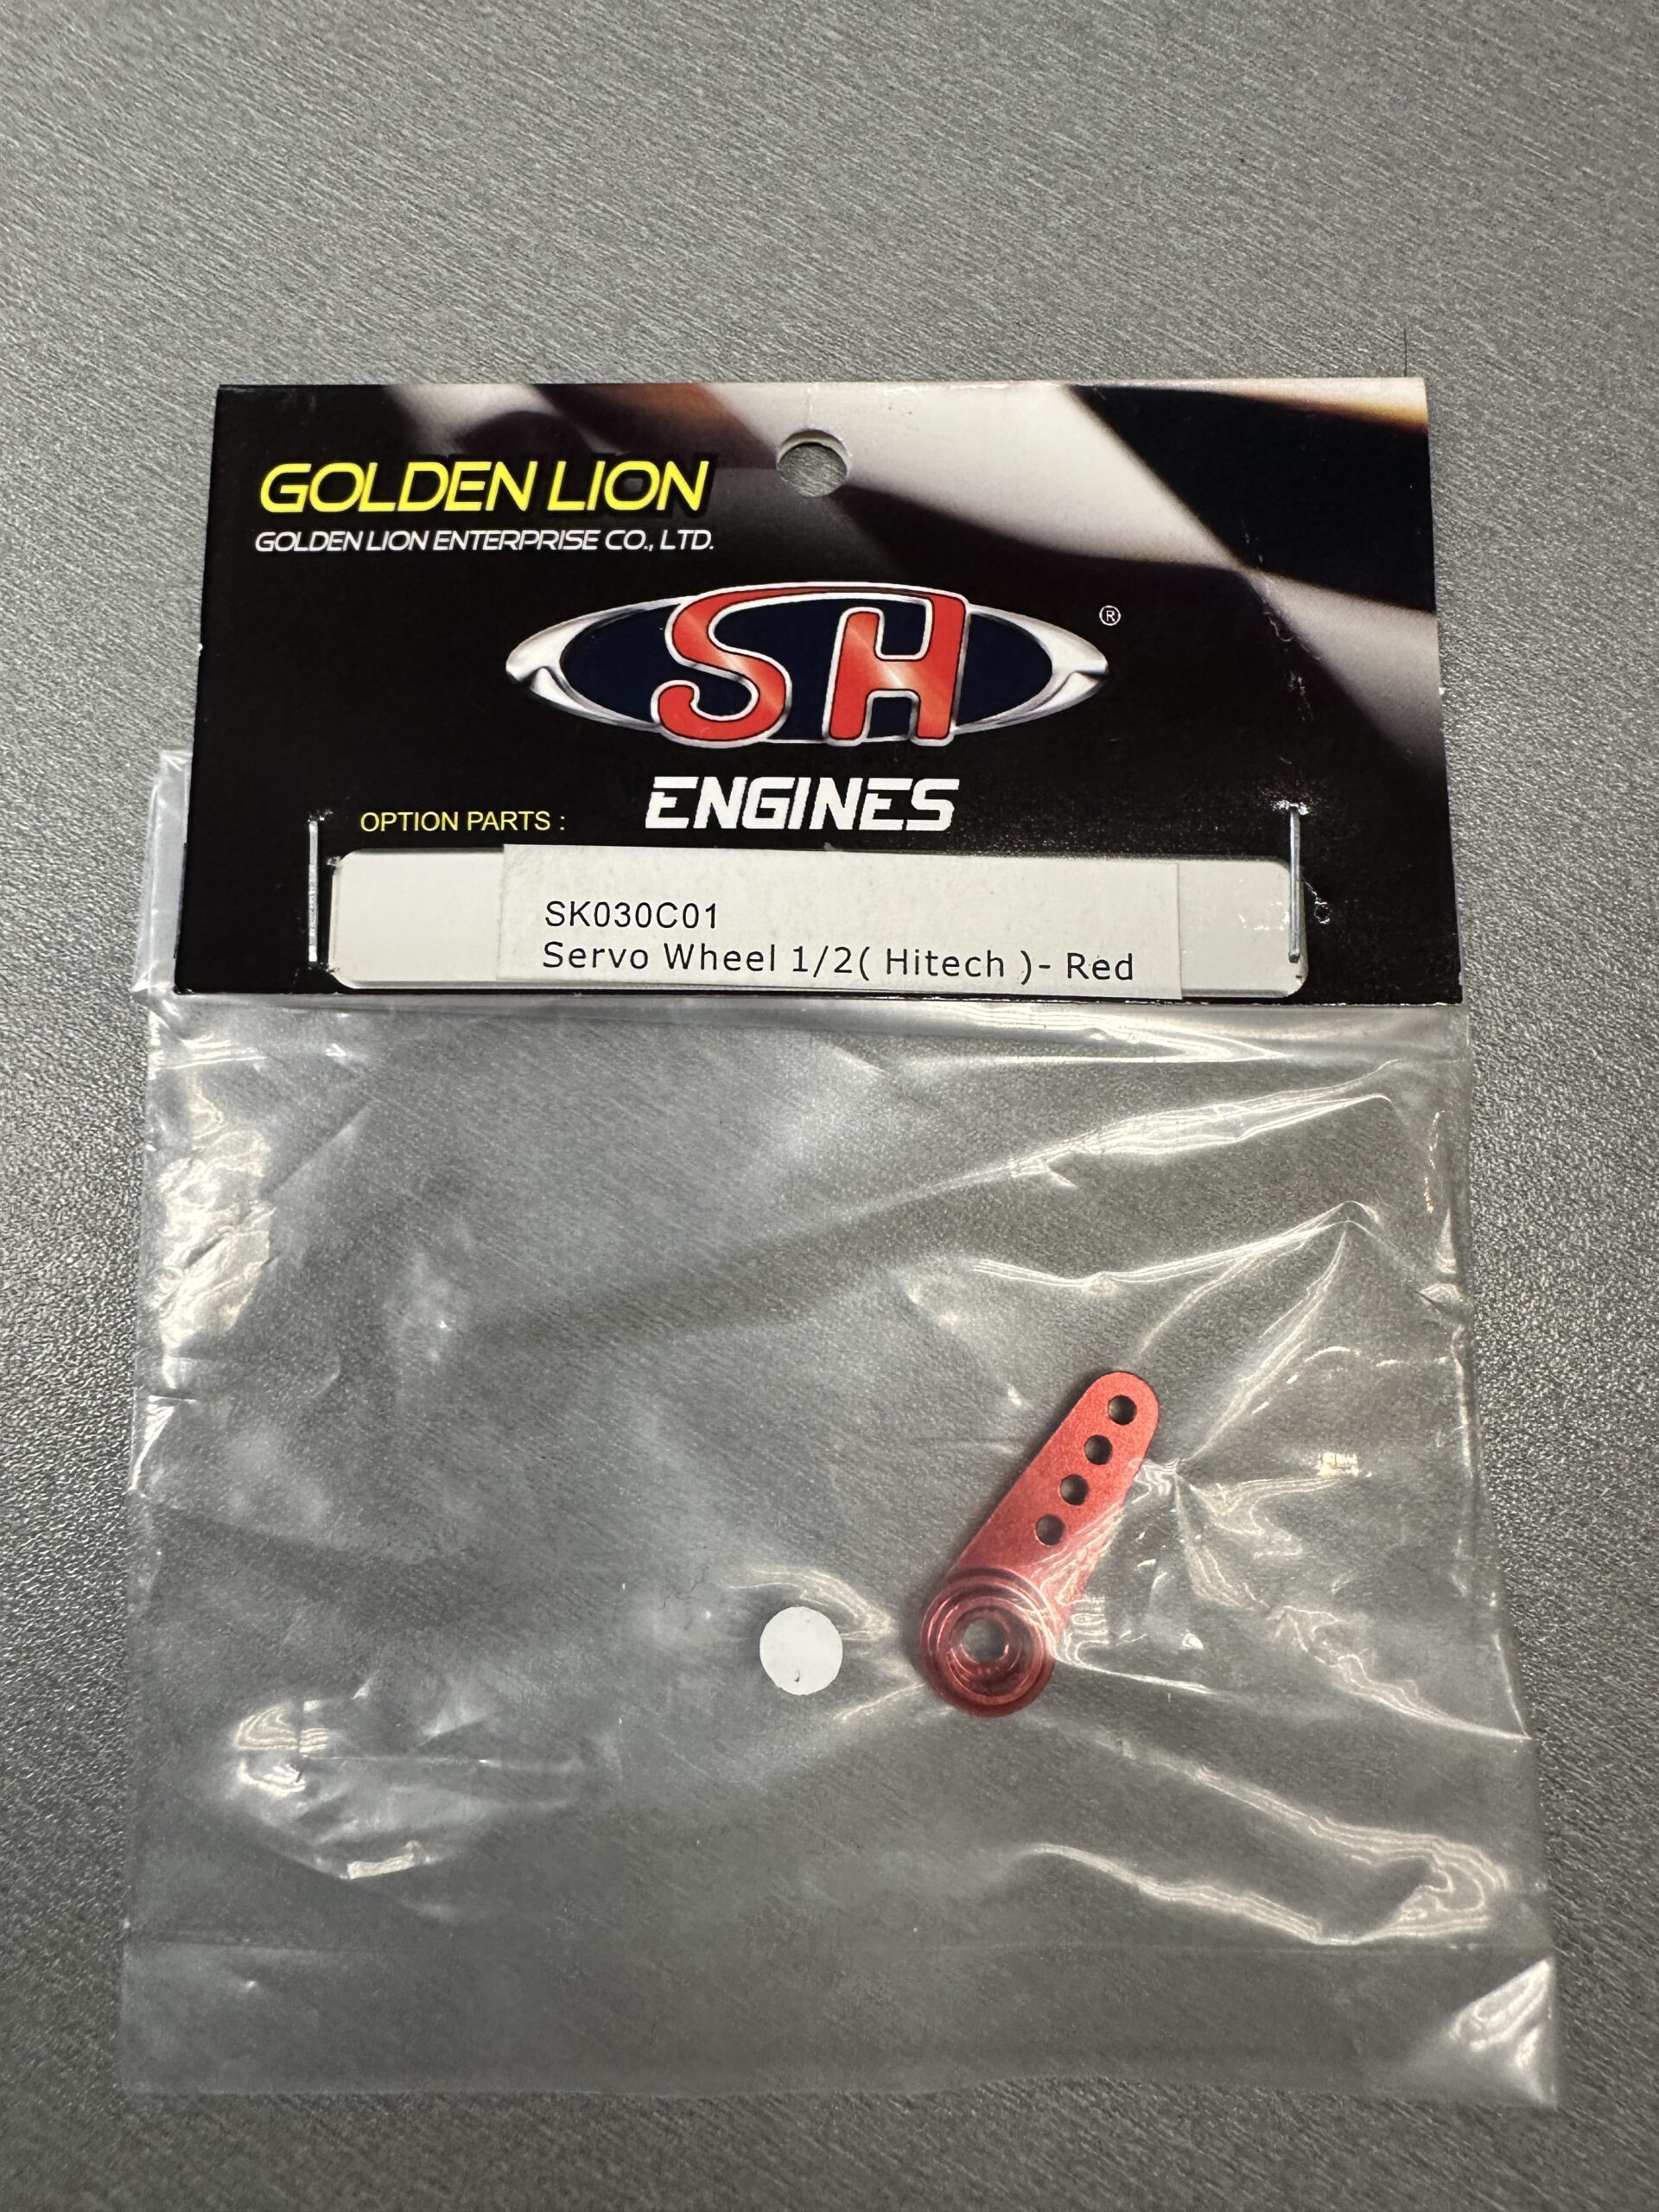 GOLDEN LION
GOLDEN LION ENTERPRISE CO., LTD.
SH ®
ENGINES
OPTION PARTS :
SK030C01
Servo Wheel 1/2( Hitech )- Red